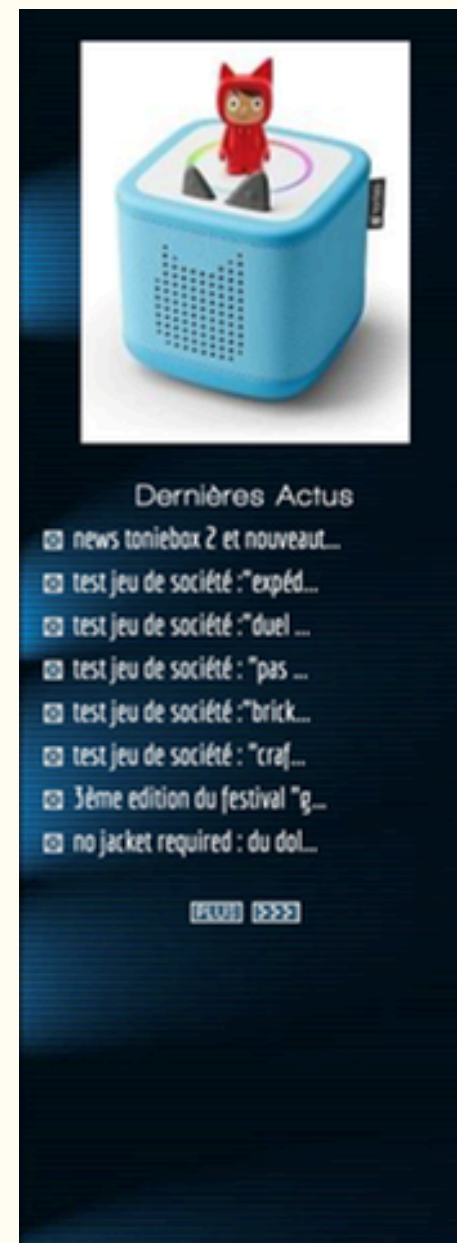 Dernières Actus
news toniebox 2 et nouveaut...
test jeu de société :"expéd...
test jeu de société :"duel ...
test jeu de société : "pas ...
test jeu de société :"brick...
test jeu de société : "craf...
3ème edition du festival "g...
no jacket required : du dol...
PLUS >>>>